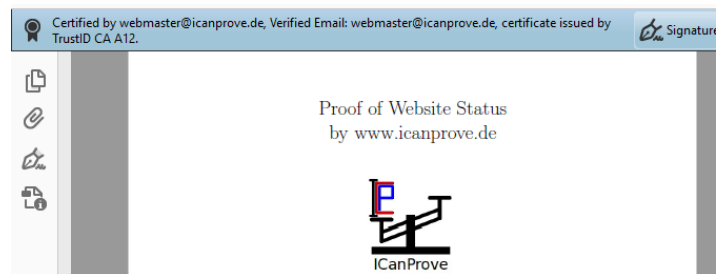 Certified by webmaster@icanprove.de, Verified Email: webmaster@icanprove.de, certificate issued by
TrustID CA A12.
Signature
Proof of Website Status
by www.icanprove.de
ICanProve